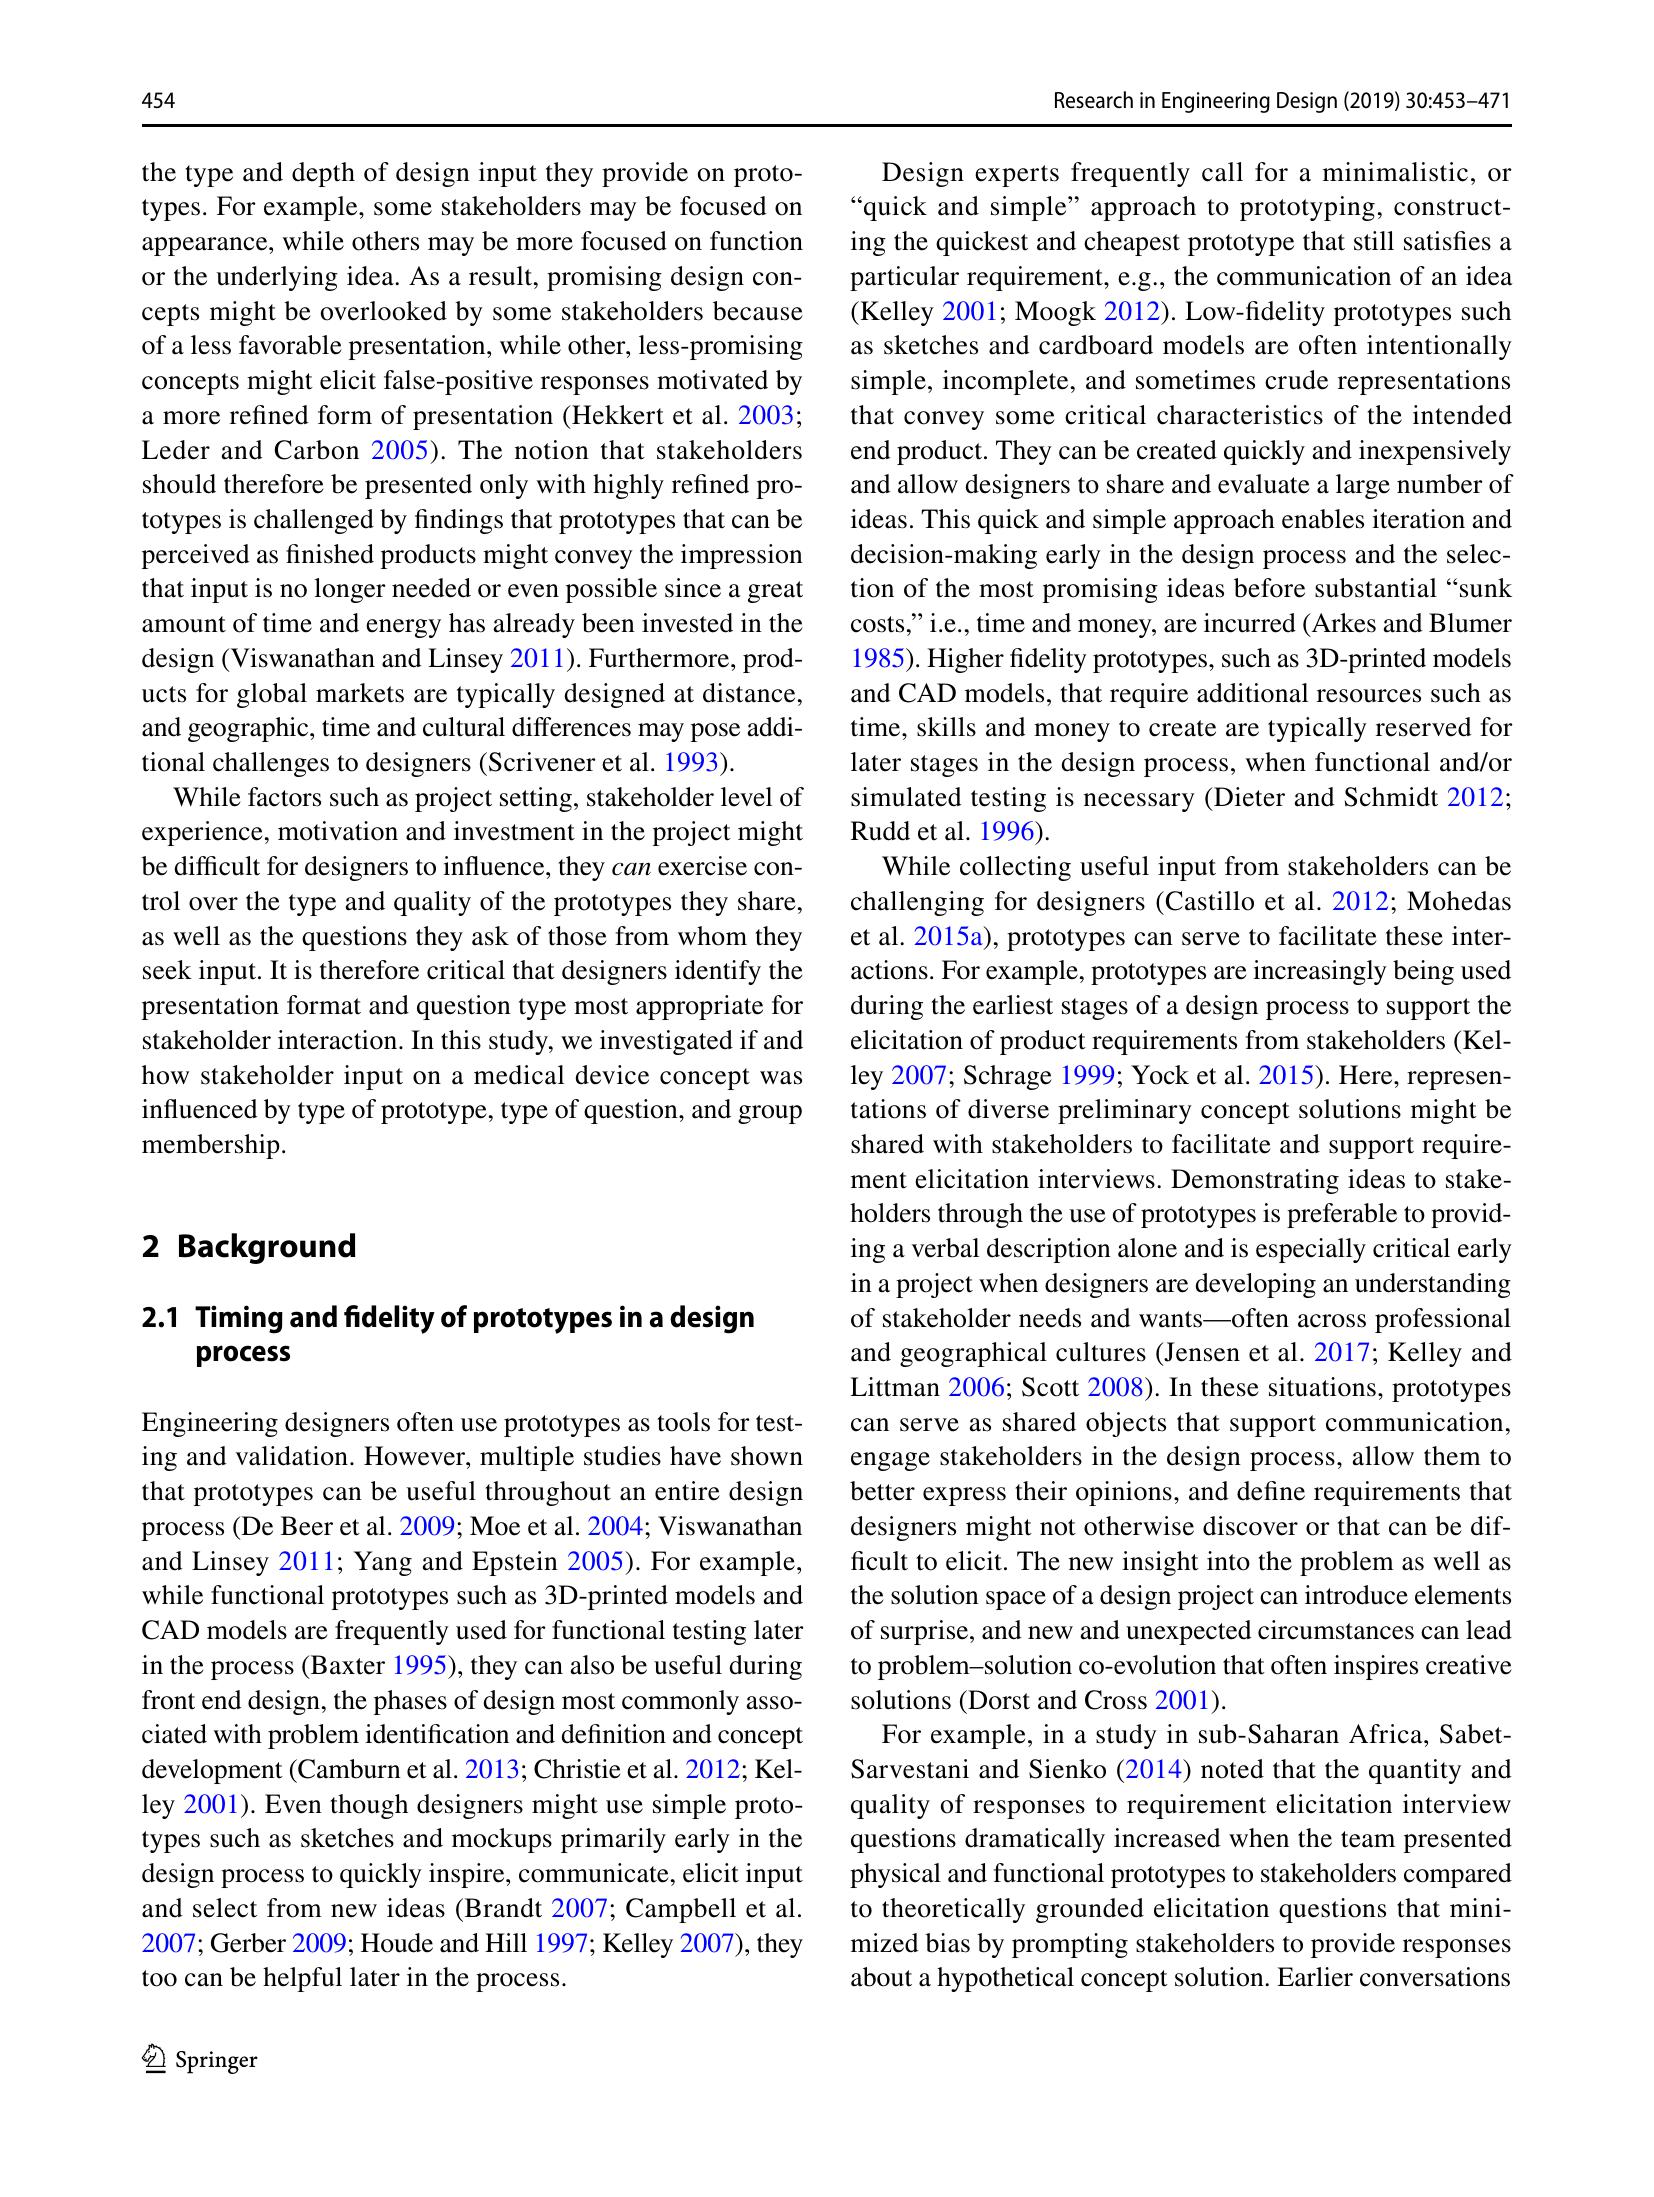 454
Research in Engineering Design (2019) 30:453–471
the type and depth of design input they provide on proto-
types. For example, some stakeholders may be focused on
appearance, while others may be more focused on function
or the underlying idea. As a result, promising design con-
cepts might be overlooked by some stakeholders because
of a less favorable presentation, while other, less-promising
concepts might elicit false-positive responses motivated by
a more refined form of presentation (Hekkert et al. 2003;
Leder and Carbon 2005). The notion that stakeholders
should therefore be presented only with highly refined pro-
totypes is challenged by findings that prototypes that can be
perceived as finished products might convey the impression
that input is no longer needed or even possible since a great
amount of time and energy has already been invested in the
design (Viswanathan and Linsey 2011). Furthermore, prod-
ucts for global markets are typically designed at distance,
and geographic, time and cultural differences may pose addi-
tional challenges to designers (Scrivener et al. 1993).
While factors such as project setting, stakeholder level of
experience, motivation and investment in the project might
be difficult for designers to influence, they can exercise con-
trol over the type and quality of the prototypes they share,
as well as the questions they ask of those from whom they
seek input. It is therefore critical that designers identify the
presentation format and question type most appropriate for
stakeholder interaction. In this study, we investigated if and
how stakeholder input on a medical device concept was
influenced by type of prototype, type of question, and group
membership.
2 Background
2.1 Timing and fidelity of prototypes in a design
process
Engineering designers often use prototypes as tools for test-
ing and validation. However, multiple studies have shown
that prototypes can be useful throughout an entire design
process (De Beer et al. 2009; Moe et al. 2004; Viswanathan
and Linsey 2011; Yang and Epstein 2005). For example,
while functional prototypes such as 3D-printed models and
CAD models are frequently used for functional testing later
in the process (Baxter 1995), they can also be useful during
front end design, the phases of design most commonly asso-
ciated with problem identification and definition and concept
development (Camburn et al. 2013; Christie et al. 2012; Kel-
ley 2001). Even though designers might use simple proto-
types such as sketches and mockups primarily early in the
design process to quickly inspire, communicate, elicit input
and select from new ideas (Brandt 2007; Campbell et al.
2007; Gerber 2009; Houde and Hill 1997; Kelley 2007), they
too can be helpful later in the process.
Design experts frequently call for a minimalistic, or
“quick and simple” approach to prototyping, construct-
ing the quickest and cheapest prototype that still satisfies a
particular requirement, e.g., the communication of an idea
(Kelley 2001; Moogk 2012). Low-fidelity prototypes such
as sketches and cardboard models are often intentionally
simple, incomplete, and sometimes crude representations
that convey some critical characteristics of the intended
end product. They can be created quickly and inexpensively
and allow designers to share and evaluate a large number of
ideas. This quick and simple approach enables iteration and
decision-making early in the design process and the selec-
tion of the most promising ideas before substantial “sunk
costs,” i.e., time and money, are incurred (Arkes and Blumer
1985). Higher fidelity prototypes, such as 3D-printed models
and CAD models, that require additional resources such as
time, skills and money to create are typically reserved for
later stages in the design process, when functional and/or
simulated testing is necessary (Dieter and Schmidt 2012;
Rudd et al. 1996).
While collecting useful input from stakeholders can be
challenging for designers (Castillo et al. 2012; Mohedas
et al. 2015a), prototypes can serve to facilitate these inter-
actions. For example, prototypes are increasingly being used
during the earliest stages of a design process to support the
elicitation of product requirements from stakeholders (Kel-
ley 2007; Schrage 1999; Yock et al. 2015). Here, represen-
tations of diverse preliminary concept solutions might be
shared with stakeholders to facilitate and support require-
ment elicitation interviews. Demonstrating ideas to stake-
holders through the use of prototypes is preferable to provid-
ing a verbal description alone and is especially critical early
in a project when designers are developing an understanding
of stakeholder needs and wants—often across professional
and geographical cultures (Jensen et al. 2017; Kelley and
Littman 2006; Scott 2008). In these situations, prototypes
can serve as shared objects that support communication,
engage stakeholders in the design process, allow them to
better express their opinions, and define requirements that
designers might not otherwise discover or that can be dif-
ficult to elicit. The new insight into the problem as well as
the solution space of a design project can introduce elements
of surprise, and new and unexpected circumstances can lead
to problem–solution co-evolution that often inspires creative
solutions (Dorst and Cross 2001).
For example, in a study in sub-Saharan Africa, Sabet-
Sarvestani and Sienko (2014) noted that the quantity and
quality of responses to requirement elicitation interview
questions dramatically increased when the team presented
physical and functional prototypes to stakeholders compared
to theoretically grounded elicitation questions that mini-
mized bias by prompting stakeholders to provide responses
about a hypothetical concept solution. Earlier conversations
Springer